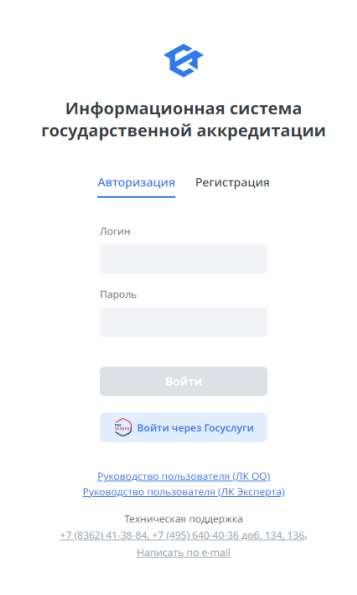 Информационная система
государственной аккредитации
Авторизация Регистрация
Логин
Пароль
Войти
Войти через Госуслуги
Руководство пользователя (ЛК ОО)
Руководство пользователя (ЛК Эксперта)
Техническая поддержка
+7 (8362) 41-38-84, +7 (495) 640-40-36 доб. 134, 136,
Написать по e-mail